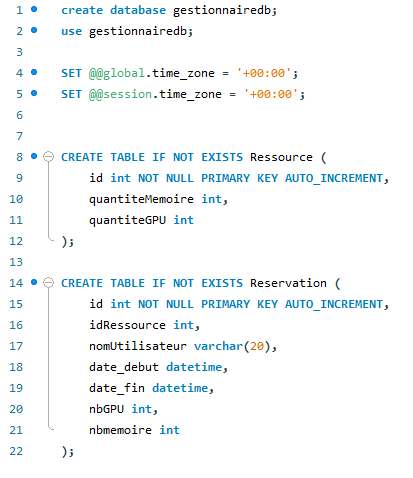 1 create database gestionnairedb;
2 use gestionnairedb;
3
4 SET @@global.time_zone = '+00:00';
5 SET @@session.time_zone = '+00:00';
6
7
8 CREATE TABLE IF NOT EXISTS Ressource (
9 id int NOT NULL PRIMARY KEY AUTO_INCREMENT,
10 quantiteMemoire int,
11 quantiteGPU int
12 );
13
14 CREATE TABLE IF NOT EXISTS Reservation (
15 id int NOT NULL PRIMARY KEY AUTO_INCREMENT,
16 idRessource int,
17 nomUtilisateur varchar(20),
18 date_debut datetime,
19 date_fin datetime,
20 nbGPU int,
21 nbmemoire int
22 );